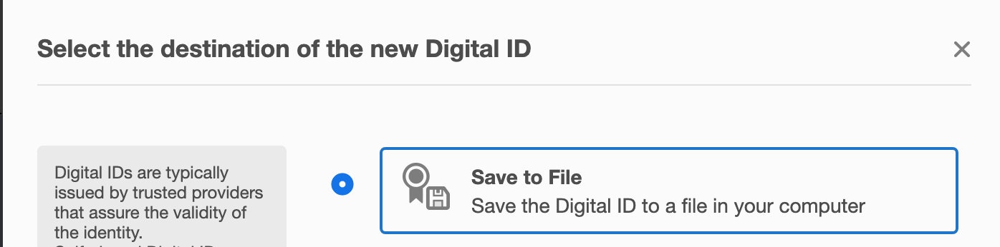 Select the destination of the new Digital ID
Digital IDs are typically
issued by trusted providers
that assure the validity of
the identity.
Save to File
Save the Digital ID to a file in your computer